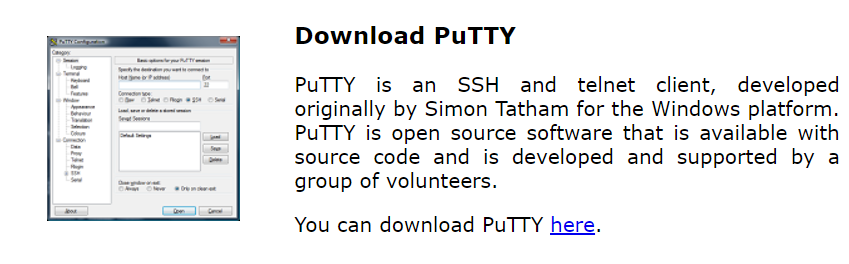 Download PuTTY
PuTTY is an SSH and telnet client, developed
originally by Simon Tatham for the Windows platform.
PuTTY is open source software that is available with
source code and is developed and supported by a
group of volunteers.
You can download PuTTY here.
PuTTY Configuration
Category:
Session
Logging
Terminal
Keyboard
Bell
Features
Window
Appearance
Behaviour
Translation
Selection
Colours
Connection
Data
Proxy
Telnet
Rlogin
SSH
Serial
Basic options for your PuTTY session
Specify the destination you want to connect to
Host Name (or IP address) Port
22
Connection type:
Raw Telnet Rlogin SSH Serial
Load, save or delete a stored session
Saved Sessions
Default Settings
Load
Save
Delete
Close window on exit:
Always Never Only on clean exit
About Open Cancel